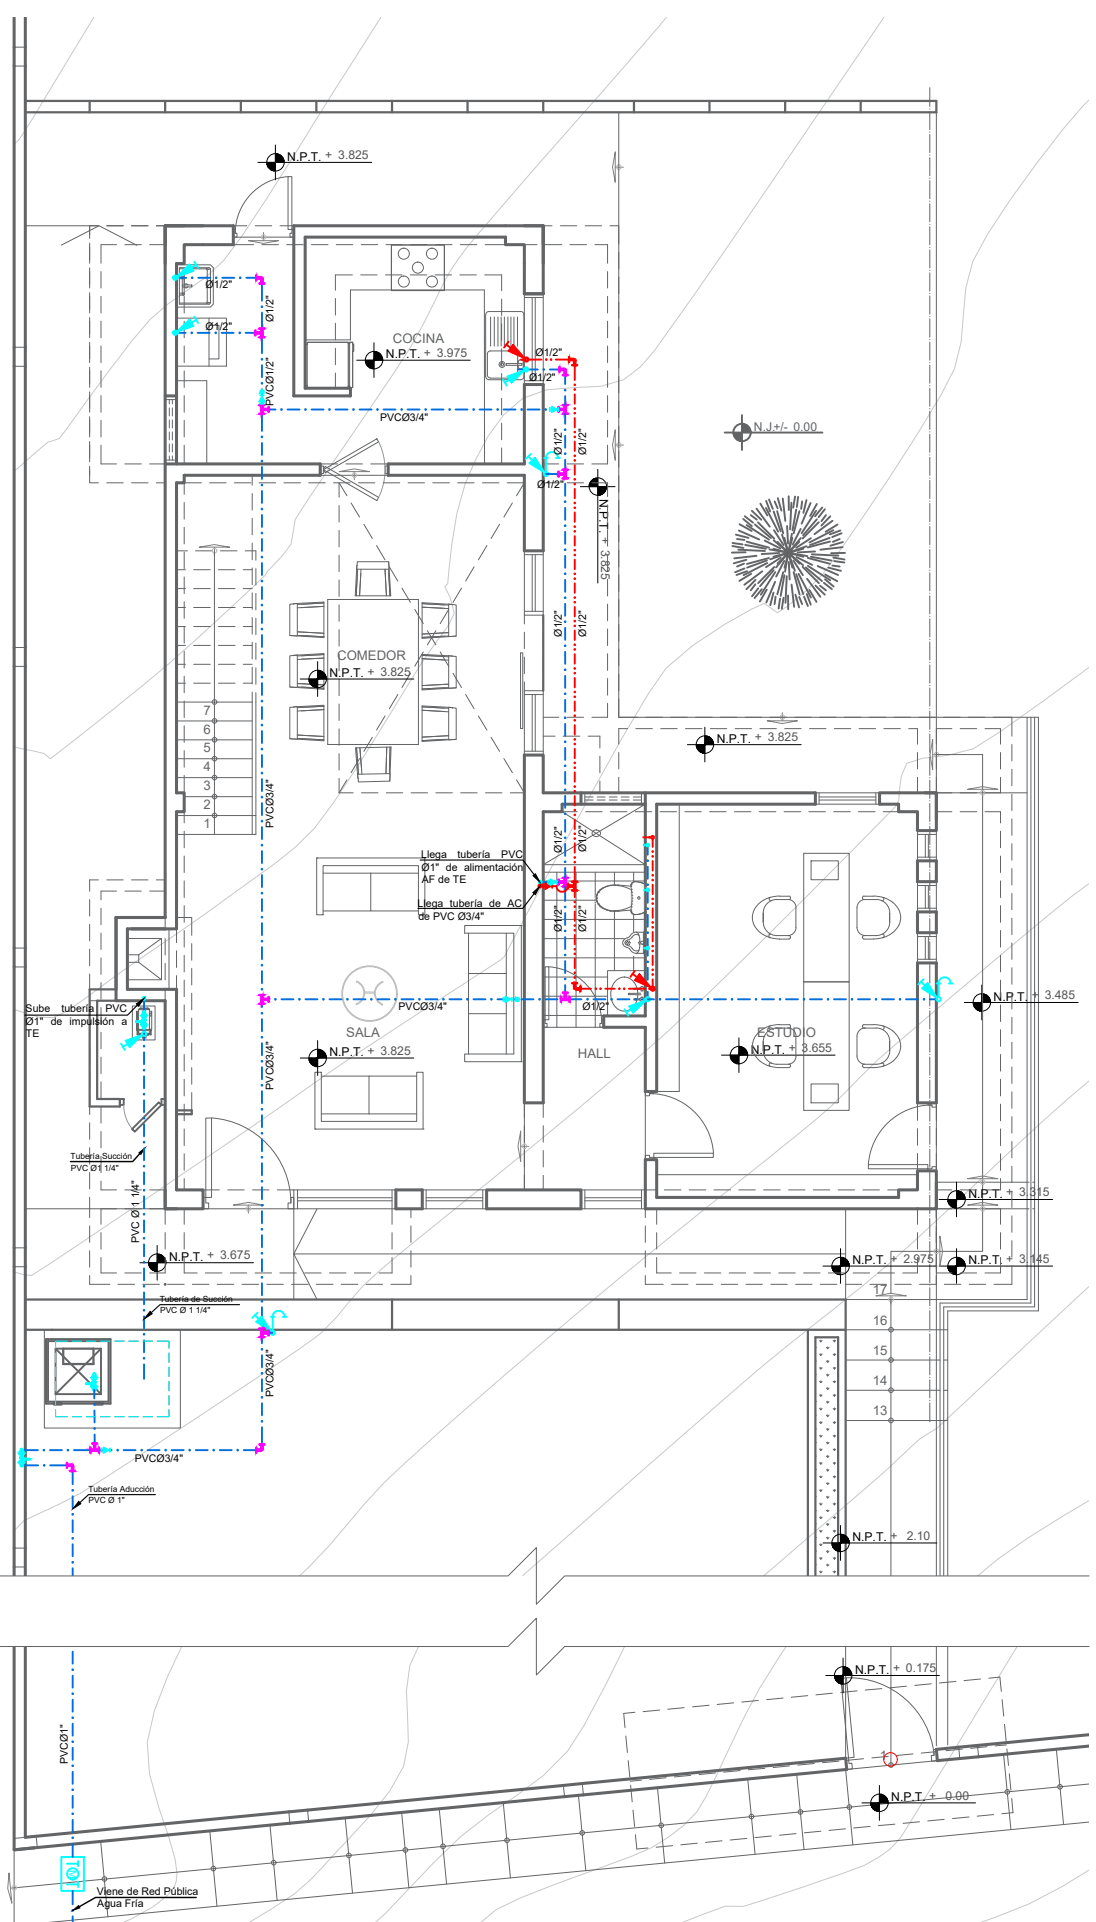 N.P.T. + 3.825
Ø1/2"
Ø1/2"
Ø1/2"
PVCØ1/2"
COCINA
N.P.T. + 3.975
Ø1/2"
Ø1/2"
PVCØ3/4"
Ø1/2"
Ø1/2"
Ø1/2"
N.J.+/- 0.00
N.P.T. + 3.825
Ø1/2"
Ø1/2"
COMEDOR
N.P.T. + 3.825
7
6
5
4
3
2
1
N.P.T. + 3.825
PVCØ3/4"
Ø1/2"
Ø1/2"
Llega tubería PVC
Ø1" de alimentación
AF de TE
Llega tubería de AC
de PVC Ø3/4"
Ø1/2"
Ø1/2"
Sube tubería PVC
Ø1" de impulsión a
TE
PVCØ3/4"
Ø1/2"
N.P.T. + 3.485
SALA
HALL
ESTUDIO
N.P.T. + 3.825
N.P.T. + 3.655
PVCØ3/4"
Tubería Succión
PVC Ø1 1/4"
PVC Ø 1 1/4"
N.P.T. + 3.315
N.P.T. + 3.675
N.P.T. + 2.975
N.P.T. + 3.145
Tubería de Succión
PVC Ø 1 1/4"
17
16
15
14
13
PVCØ3/4"
PVCØ3/4"
Tubería Aducción
PVC Ø 1"
N.P.T. + 2.10
N.P.T. + 0.175
PVCØ1"
1
N.P.T. + 0.00
Viene de Red Pública
Agua Fría